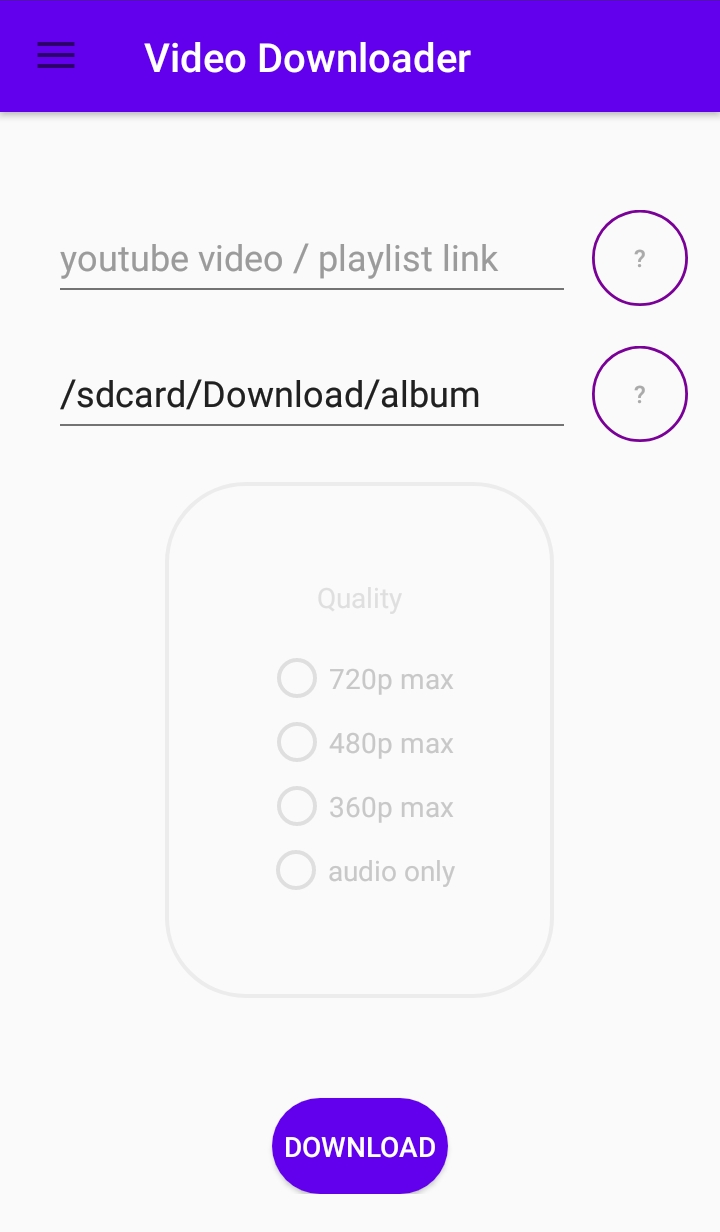 Video Downloader
youtube video / playlist link
?
/sdcard/Download/album
?
Quality
720p max
480p max
360p max
audio only
DOWNLOAD